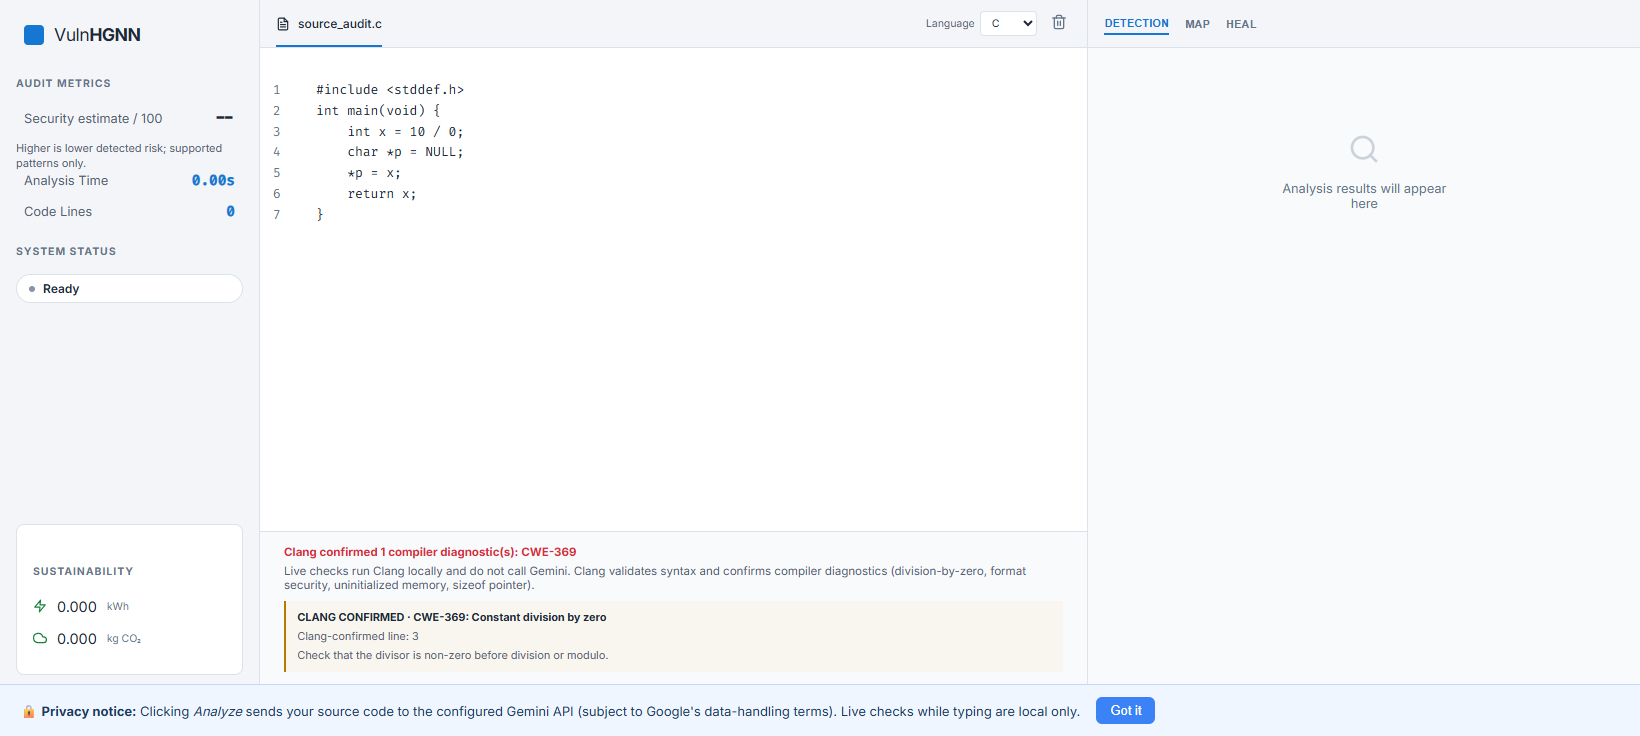 VulnHGNN
AUDIT METRICS
Security estimate / 100 --
Higher is lower detected risk; supported
patterns only.
Analysis Time 0.00s
Code Lines 0
SYSTEM STATUS
Ready
SUSTAINABILITY
0.000 kWh
0.000 kg CO₂
source_audit.c
Language C
1 #include <stddef.h>
2 int main(void) {
3     int x = 10 / 0;
4     char *p = NULL;
5     *p = x;
6     return x;
7 }
Clang confirmed 1 compiler diagnostic(s): CWE-369
Live checks run Clang locally and do not call Gemini. Clang validates syntax and confirms compiler diagnostics (division-by-zero, format
security, uninitialized memory, sizeof pointer).
CLANG CONFIRMED · CWE-369: Constant division by zero
Clang-confirmed line: 3
Check that the divisor is non-zero before division or modulo.
DETECTION MAP HEAL
Analysis results will appear
here
Privacy notice: Clicking Analyze sends your source code to the configured Gemini API (subject to Google's data-handling terms). Live checks while typing are local only. Got it